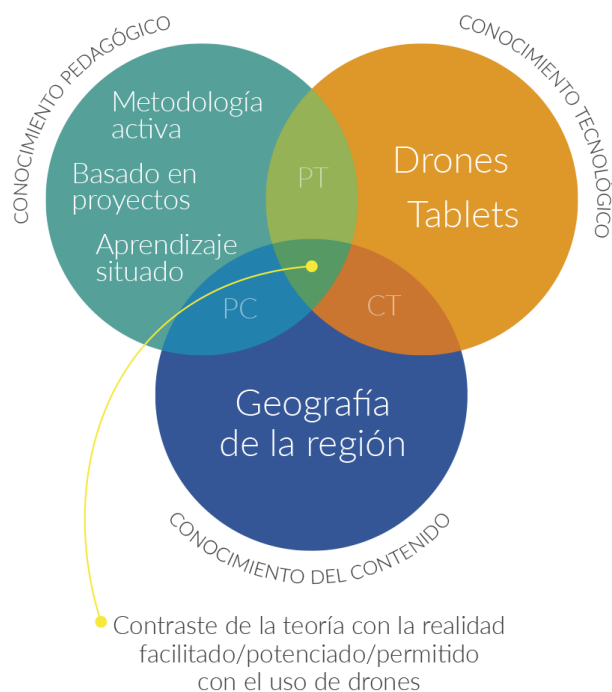 CONOCIMIENTO PEDAGÓGICO
CONOCIMIENTO TECNOLÓGICO
Metodología
activa
Basado en
proyectos
Aprendizaje
situado
PT
Drones
Tablets
PC
CT
Geografía
de la región
CONOCIMIENTO DEL CONTENIDO
Contraste de la teoría con la realidad
facilitado/potenciado/permitido
con el uso de drones